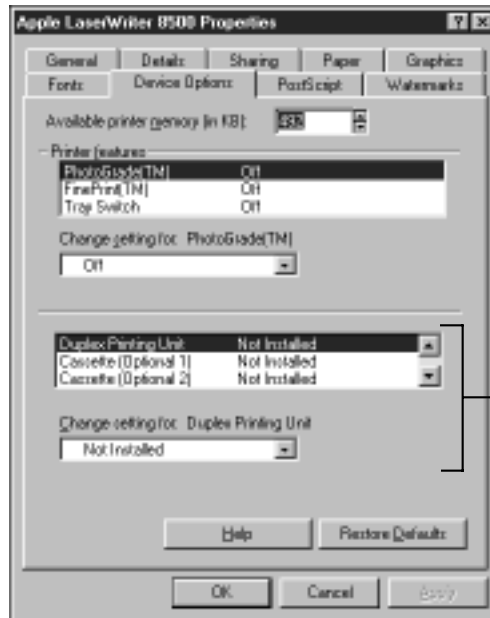 Apple LaserWriter 8500 Properties
General Details Sharing Paper Graphics
Fonts Device Options PostScript Watermarks
Available printer memory (in KB):
Printer features
PhotoGrade(TM) Off
FinePrint(TM) Off
Tray Switch Off
Change setting for: PhotoGrade(TM)
Off
Duplex Printing Unit Not Installed
Cassette (Optional 1) Not Installed
Cassette (Optional 2) Not Installed
Change setting for: Duplex Printing Unit
Not Installed
Help Restore Defaults
OK Cancel Apply